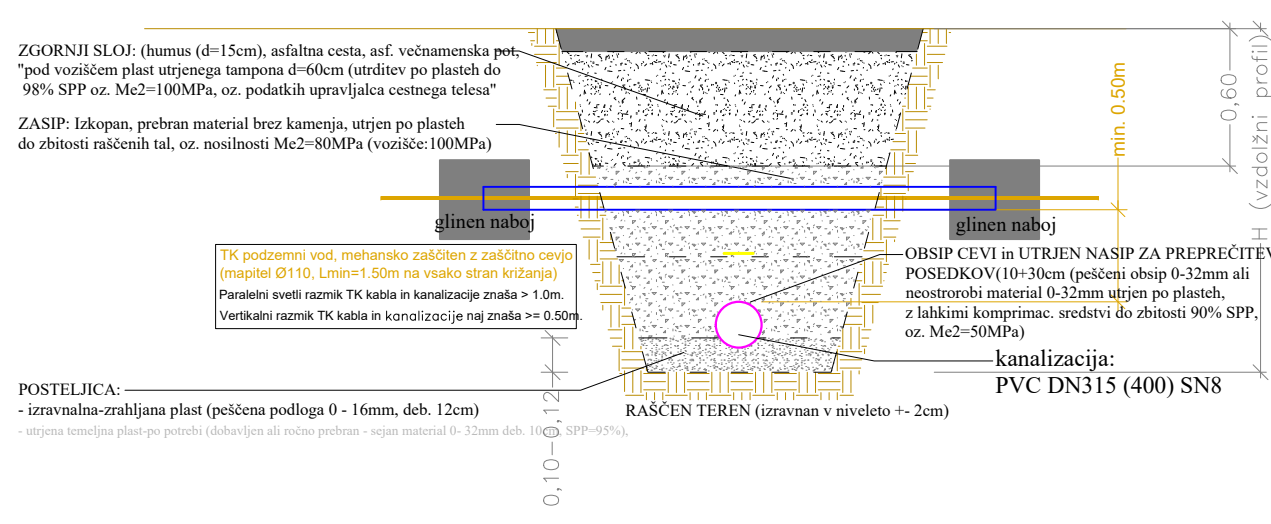 ZGORNJI SLOJ: (humus (d=15cm), asfaltna cesta, asf. večnamenska pot,
"pod voziščem plast utrjenega tampona d=60cm (utrditev po plasteh do
98% SPP oz. Me2=100MPa, oz. podatkih upravljalca cestnega telesa"
ZASIP: Izkopan, prebran material brez kamenja, utrjen po plasteh
do zbitosti raščenih tal, oz. nosilnosti Me2=80MPa (vozišče:100MPa)
0,60
min. 0.50m
H (vzdolžni profil)
glinen naboj
glinen naboj
TK podzemni vod, mehansko zaščiten z zaščitno cevjo
(mapitel Ø110, Lmin=1.50m na vsako stran križanja)
Paralelni svetli razmik TK kabla in kanalizacije znaša > 1.0m.
Vertikalni razmik TK kabla in kanalizacije naj znaša >= 0.50m.
OBSIP CEVI in UTRJEN NASIP ZA PREPREČITEV
POSEDKOV(10+30cm (peščeni obsip 0-32mm ali
neostrorobi material 0-32mm utrjen po plasteh,
z lahkimi komprimac. sredstvi do zbitosti 90% SPP,
oz. Me2=50MPa)
kanalizacija:
PVC DN315 (400) SN8
POSTELJICA:
- izravnalna-zrahljana plast (peščena podloga 0 - 16mm, deb. 12cm)
- utrjena temeljna plast-po potrebi (dobavljen ali ročno prebran - sejan material 0- 32mm deb. 10cm, SPP=95%),
0,10-0,12
RAŠČEN TEREN (izravnan v niveleto +- 2cm)